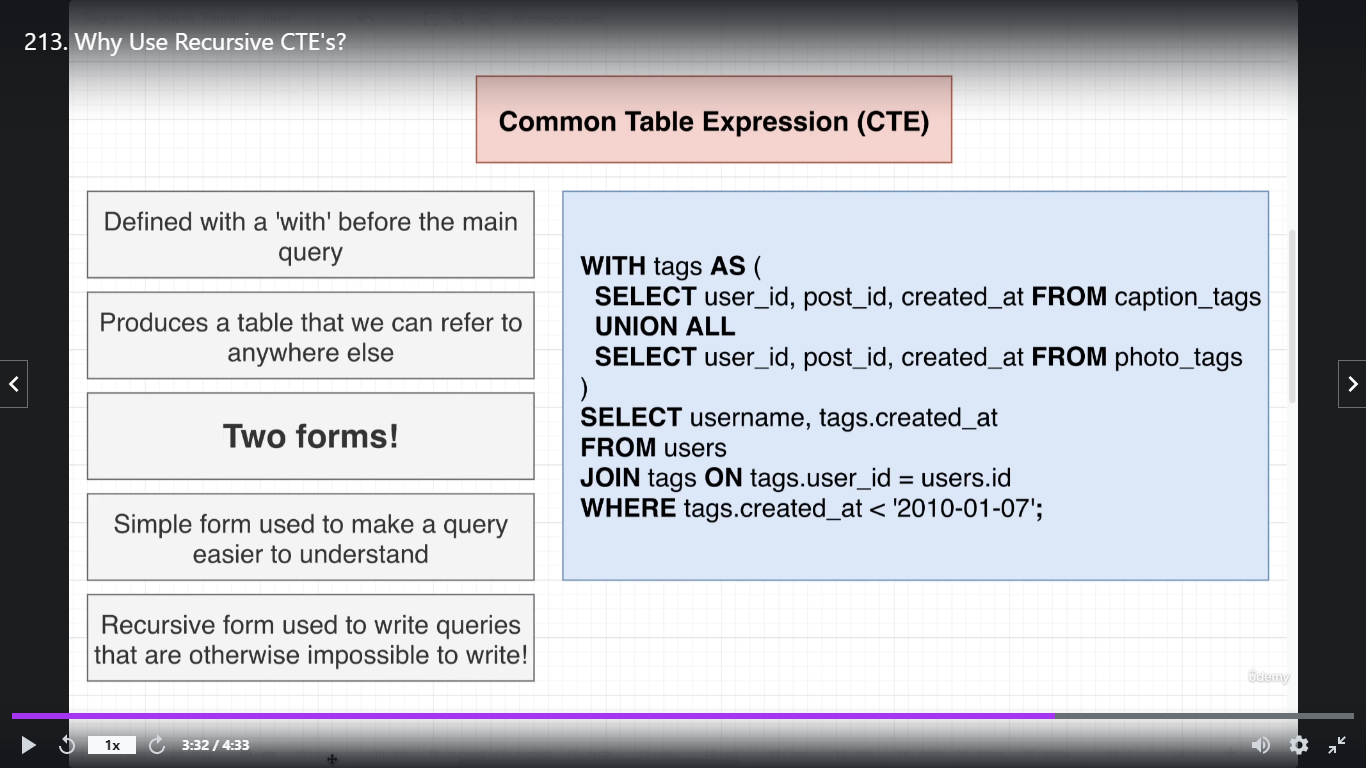 213. Why Use Recursive CTE's?
Common Table Expression (CTE)
Defined with a 'with' before the main
query
Produces a table that we can refer to
anywhere else
Two forms!
Simple form used to make a query
easier to understand
Recursive form used to write queries
that are otherwise impossible to write!
WITH tags AS (
SELECT user_id, post_id, created_at FROM caption_tags
UNION ALL
SELECT user_id, post_id, created_at FROM photo_tags
)
SELECT username, tags.created_at
FROM users
JOIN tags ON tags.user_id = users.id
WHERE tags.created_at < '2010-01-07';
ûdemy
1x
3:32 / 4:33